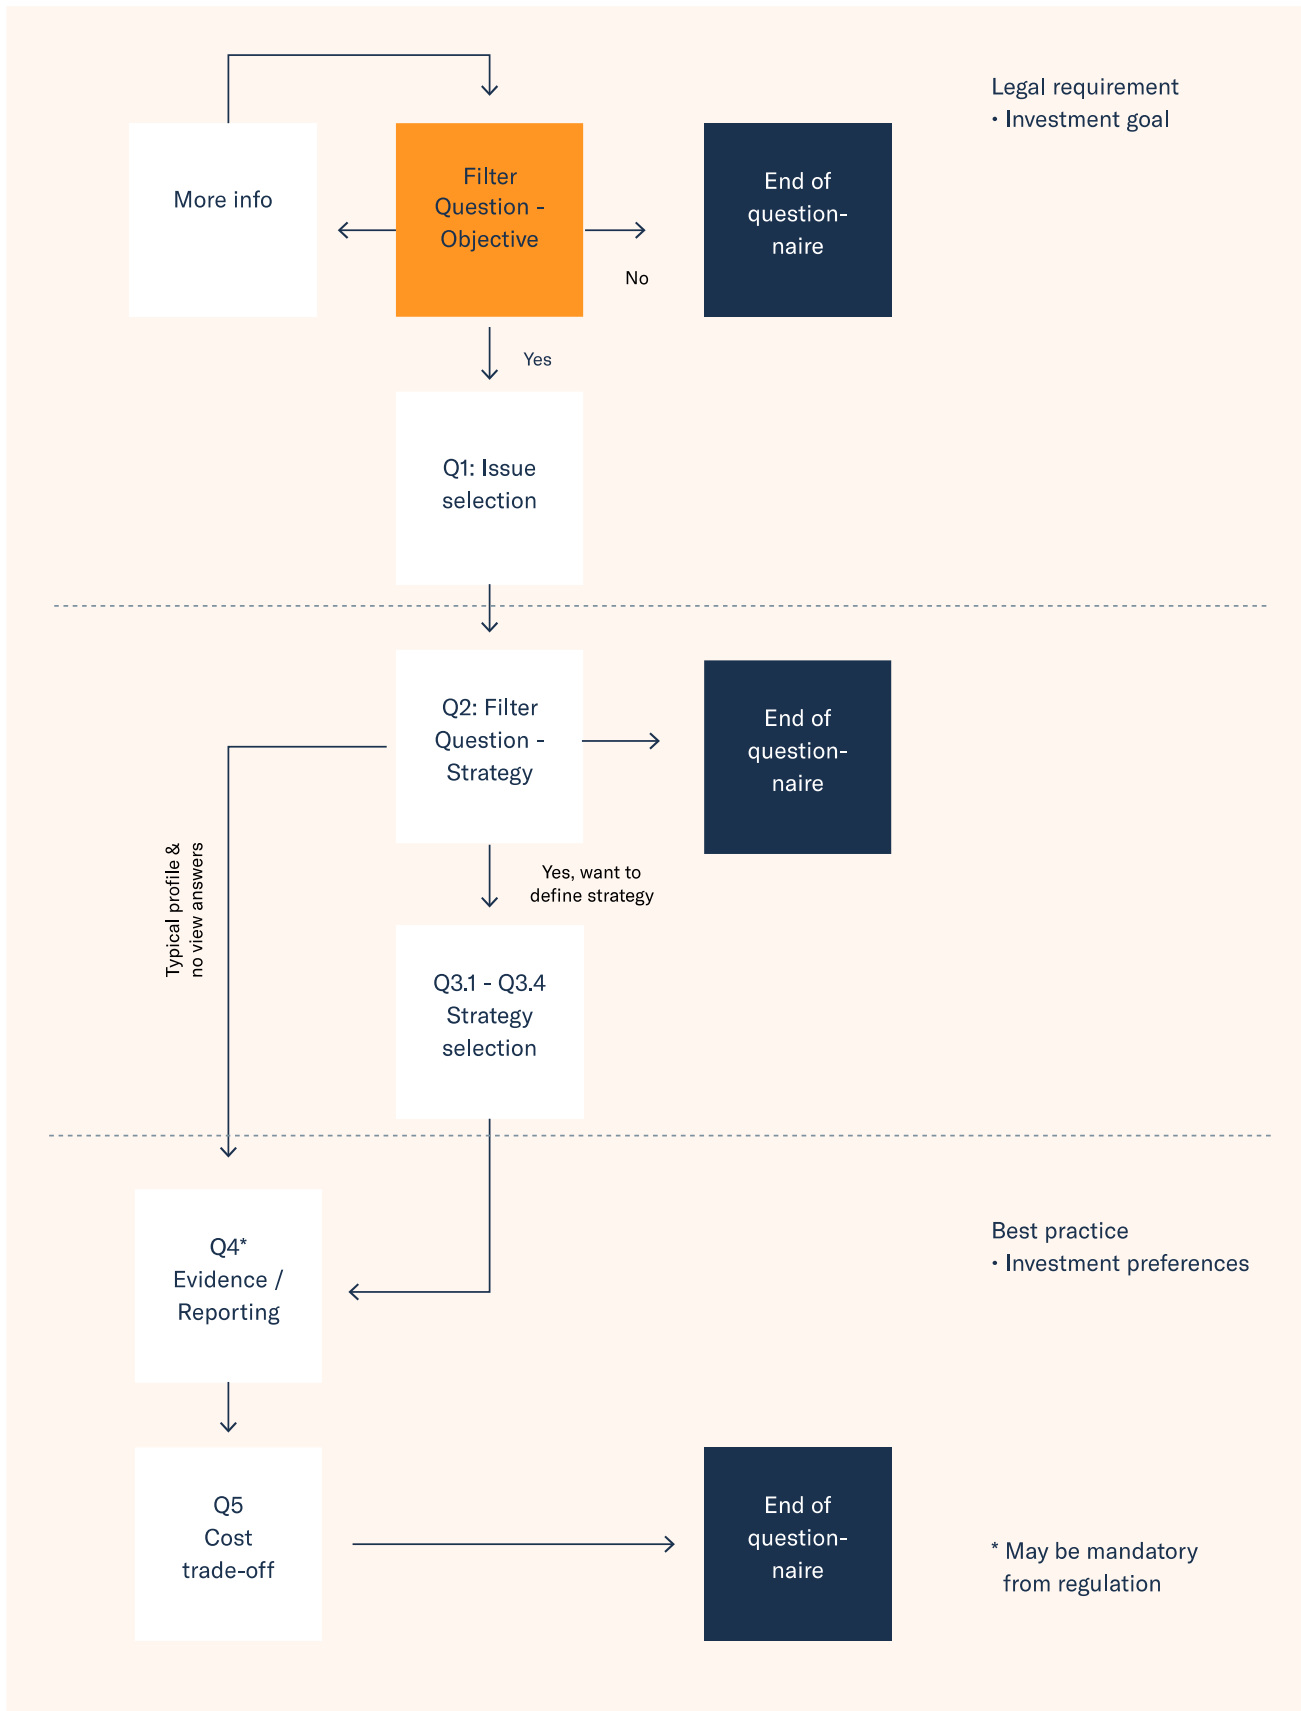 Legal requirement
• Investment goal
More info
Filter
Question -
Objective
End of
question-
naire
No
Yes
Q1: Issue
selection
Q2: Filter
Question -
Strategy
End of
question-
naire
Typical profile &
no view answers
Yes, want to
define strategy
Q3.1 - Q3.4
Strategy
selection
Q4*
Evidence /
Reporting
Best practice
• Investment preferences
Q5
Cost
trade-off
End of
question-
naire
* May be mandatory
from regulation